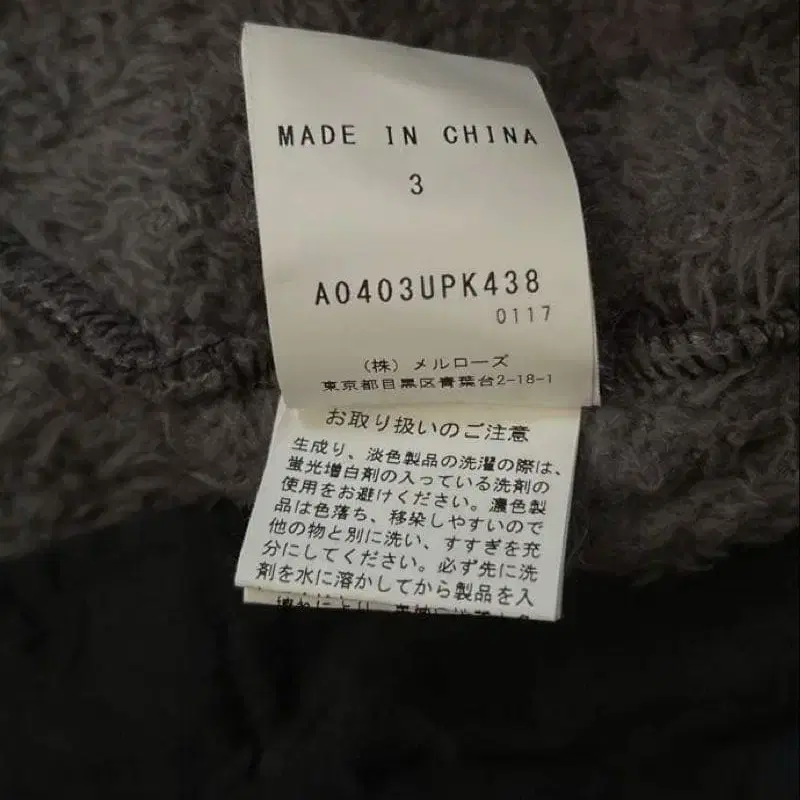 MADE IN CHINA
3
A0403UPK438
0117
(株) メルローズ
東京都目黒区青葉台2-18-1
お取り扱いのご注意
生成り、淡色製品の洗濯の際は、
蛍光増白剤の入っている洗剤の
使用をお避けください。濃色製
品は色落ち、移染しやすいので
他の物と別に洗い、すすぎを充
分にしてください。必ず先に洗
剤を水に溶かしてから製品を入